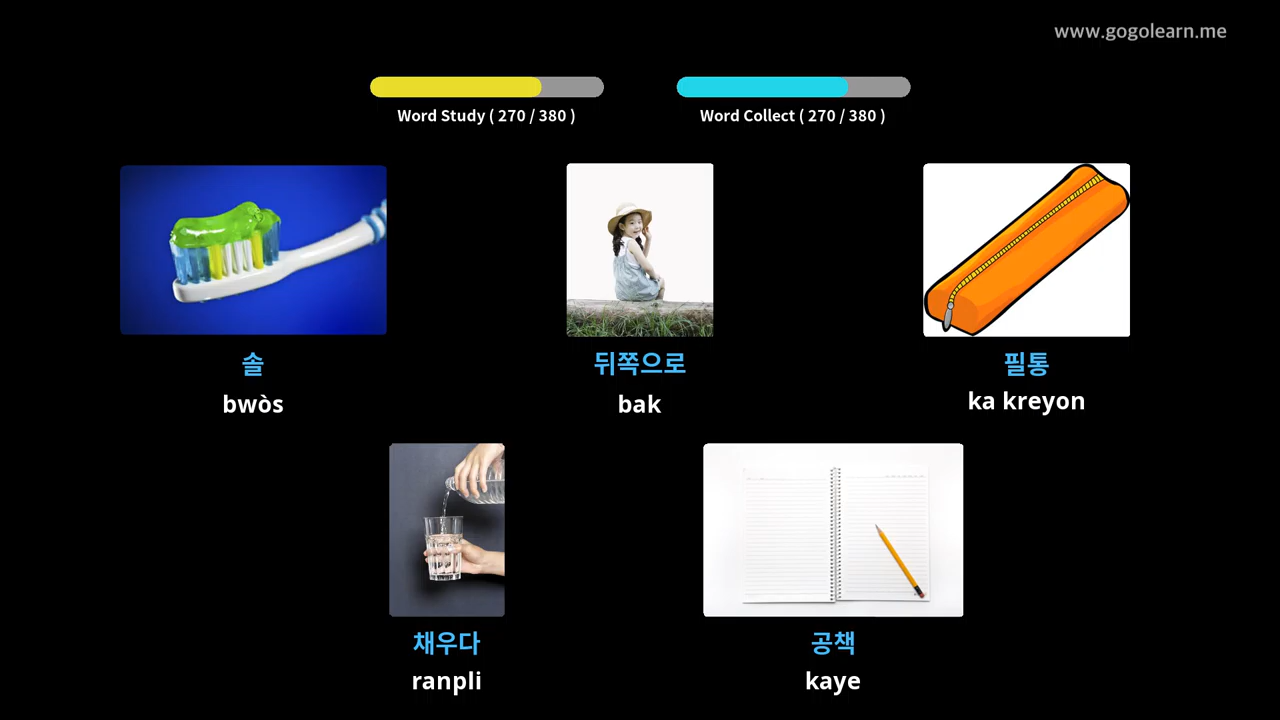 www.gogolearn.me
Word Study ( 270 / 380 )
Word Collect ( 270 / 380 )
솔
bwòs
뒤쪽으로
bak
필통
ka kreyon
채우다
ranpli
공책
kaye